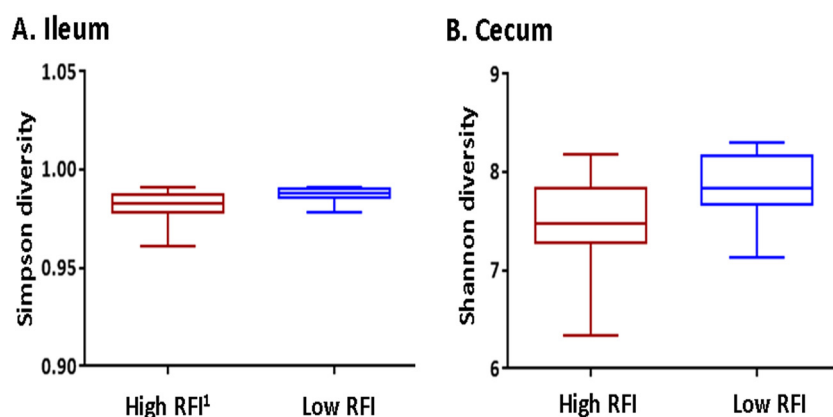 A. Ileum
Simpson diversity
1.05
1.00
0.95
0.90
High RFI¹
Low RFI
B. Cecum
Shannon diversity
9
8
7
6
High RFI
Low RFI